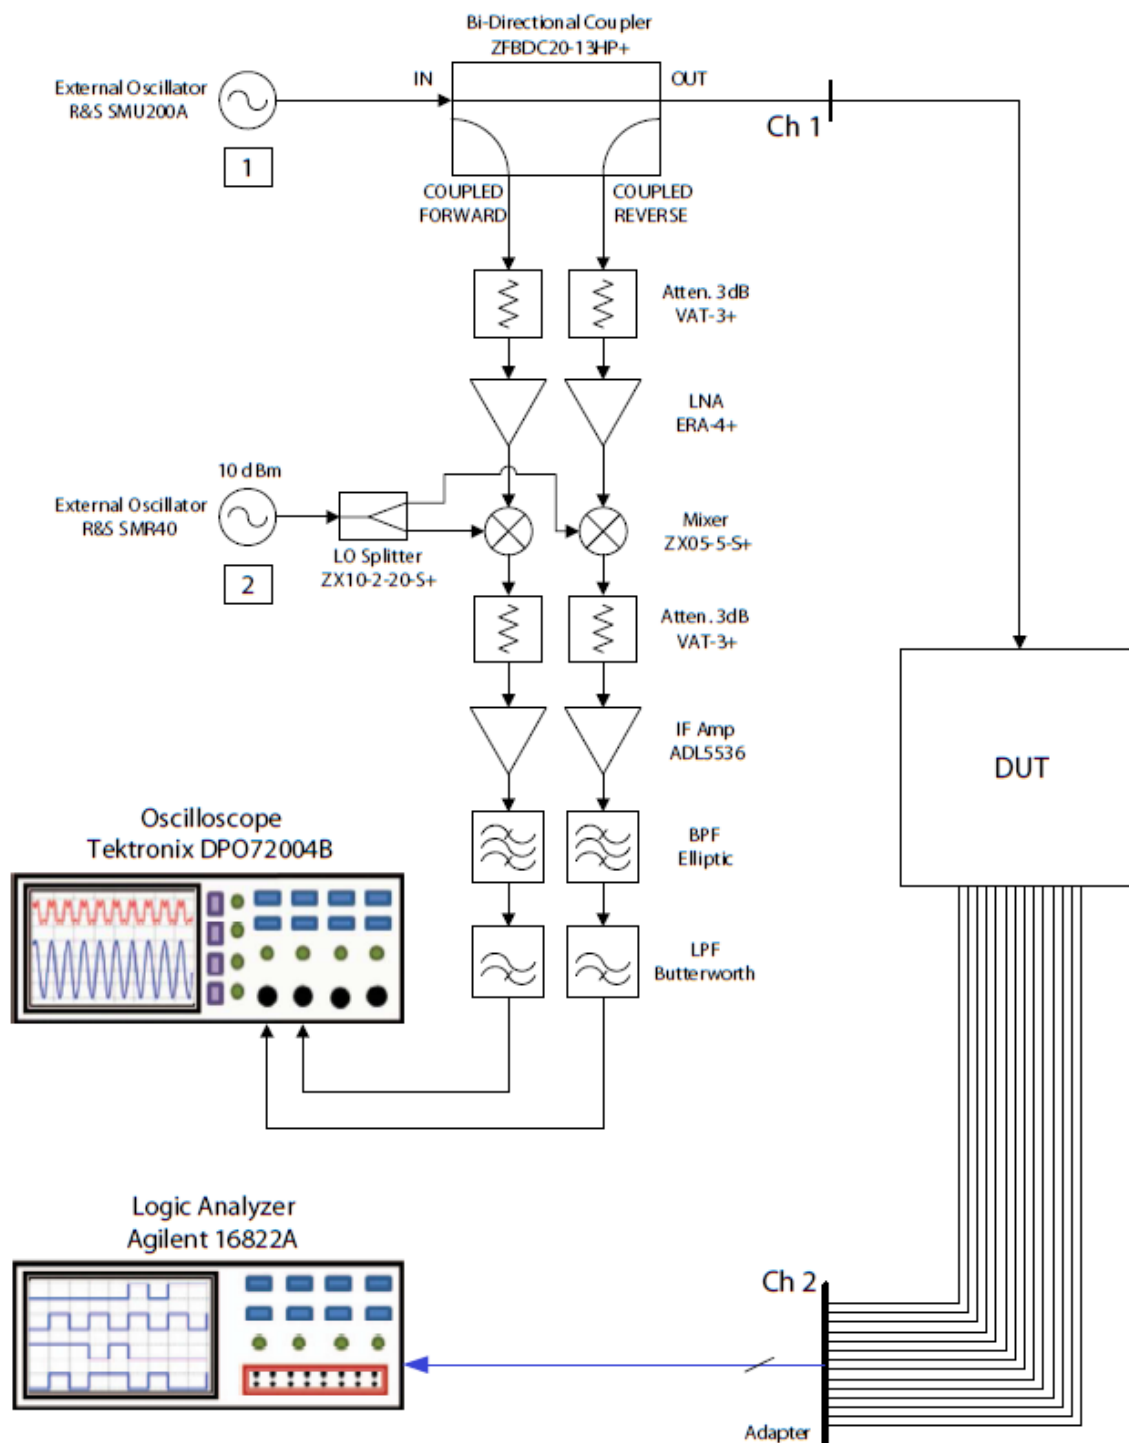 Bi-Directional Coupler
ZFBDC20-13HP+
External Oscillator
R&S SMU200A
IN
OUT
Ch 1
1
COUPLED
FORWARD
COUPLED
REVERSE
Atten. 3dB
VAT-3+
LNA
ERA-4+
10 dBm
External Oscillator
R&S SMR40
Mixer
ZX05-5-S+
LO Splitter
ZX10-2-20-S+
2
Atten. 3dB
VAT-3+
IF Amp
ADL5536
DUT
Oscilloscope
Tektronix DPO72004B
BPF
Elliptic
LPF
Butterworth
Logic Analyzer
Agilent 16822A
Ch 2
Adapter